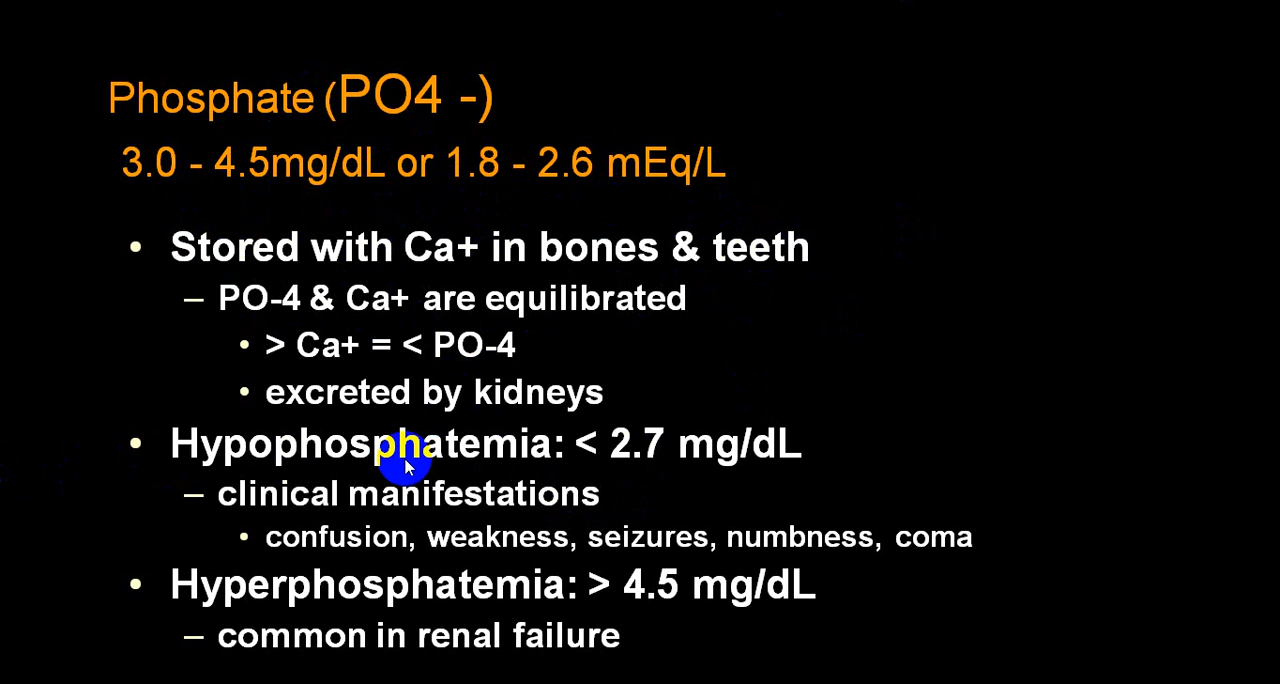 Phosphate (PO4 -)
3.0 - 4.5mg/dL or 1.8 - 2.6 mEq/L
• Stored with Ca+ in bones & teeth
– PO-4 & Ca+ are equilibrated
• > Ca+ = < PO-4
• excreted by kidneys
• Hypophosphatemia: < 2.7 mg/dL
– clinical manifestations
• confusion, weakness, seizures, numbness, coma
• Hyperphosphatemia: > 4.5 mg/dL
– common in renal failure